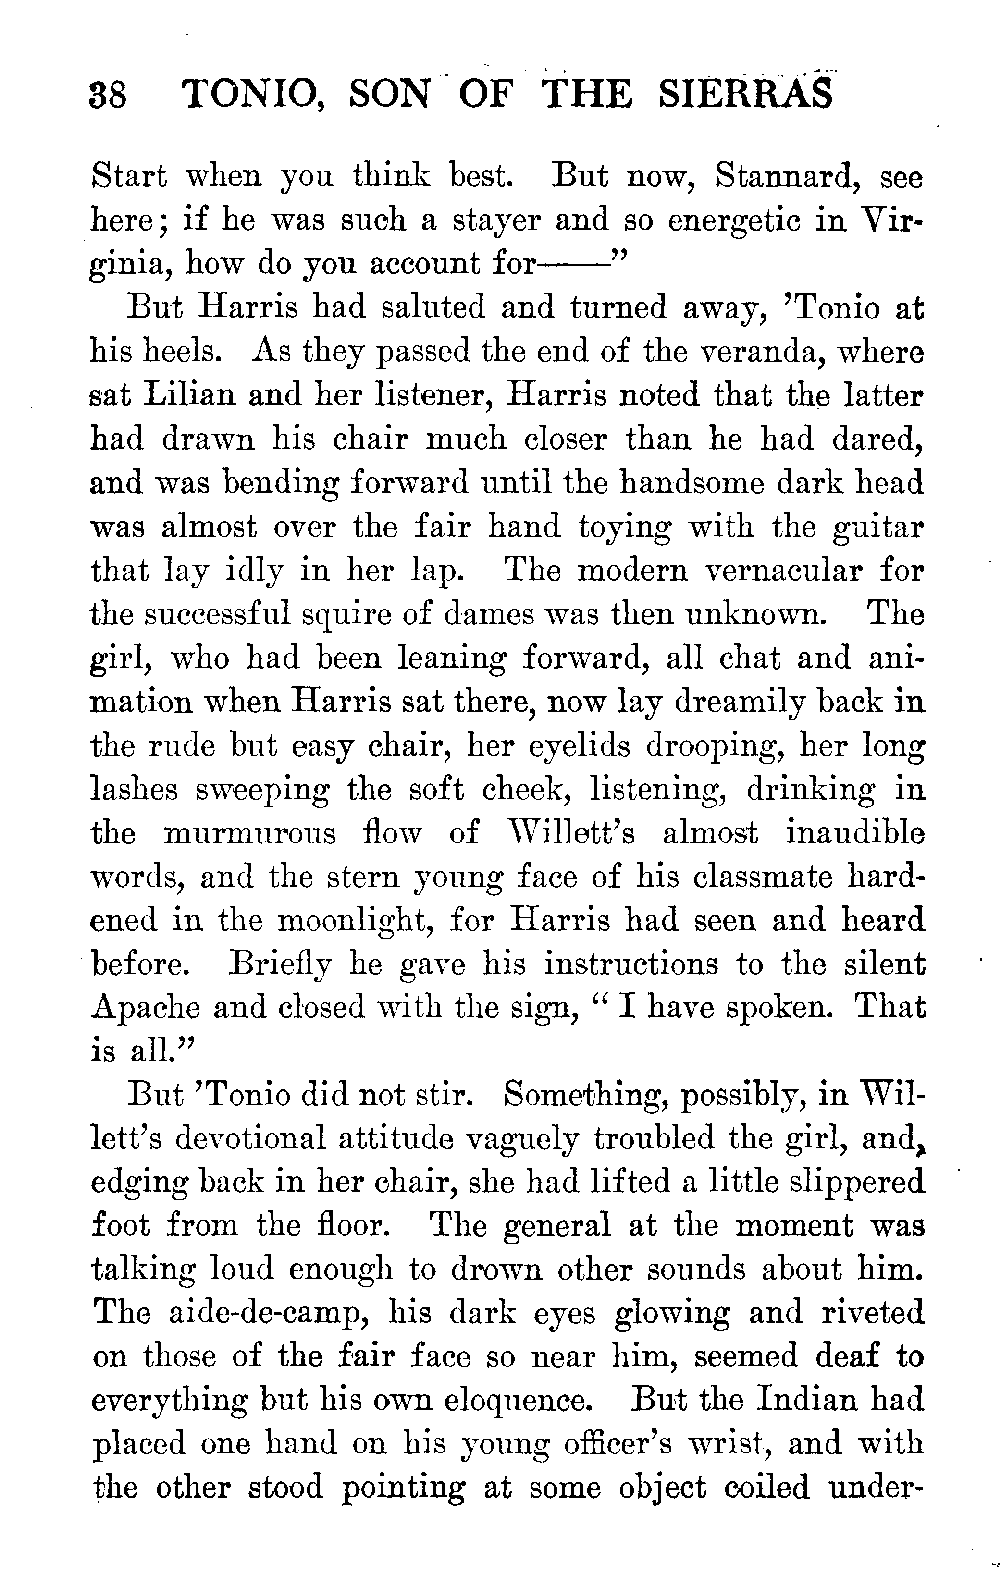 38 TONIO, SON OF THE SIERRAS
Start when you think best. But now, Stannard, see
here; if he was such a stayer and so energetic in Vir-
ginia, how do you account for——”
But Harris had saluted and turned away, ’Tonio at
his heels. As they passed the end of the veranda, where
sat Lilian and her listener, Harris noted that the latter
had drawn his chair much closer than he had dared,
and was bending forward until the handsome dark head
was almost over the fair hand toying with the guitar
that lay idly in her lap. The modern vernacular for
the successful squire of dames was then unknown. The
girl, who had been leaning forward, all chat and ani-
mation when Harris sat there, now lay dreamily back in
the rude but easy chair, her eyelids drooping, her long
lashes sweeping the soft cheek, listening, drinking in
the murmurous flow of Willett’s almost inaudible
words, and the stern young face of his classmate hard-
ened in the moonlight, for Harris had seen and heard
before. Briefly he gave his instructions to the silent
Apache and closed with the sign, “ I have spoken. That
is all.”
But ’Tonio did not stir. Something, possibly, in Wil-
lett’s devotional attitude vaguely troubled the girl, and,
edging back in her chair, she had lifted a little slippered
foot from the floor. The general at the moment was
talking loud enough to drown other sounds about him.
The aide-de-camp, his dark eyes glowing and riveted
on those of the fair face so near him, seemed deaf to
everything but his own eloquence. But the Indian had
placed one hand on his young officer’s wrist, and with
the other stood pointing at some object coiled under-